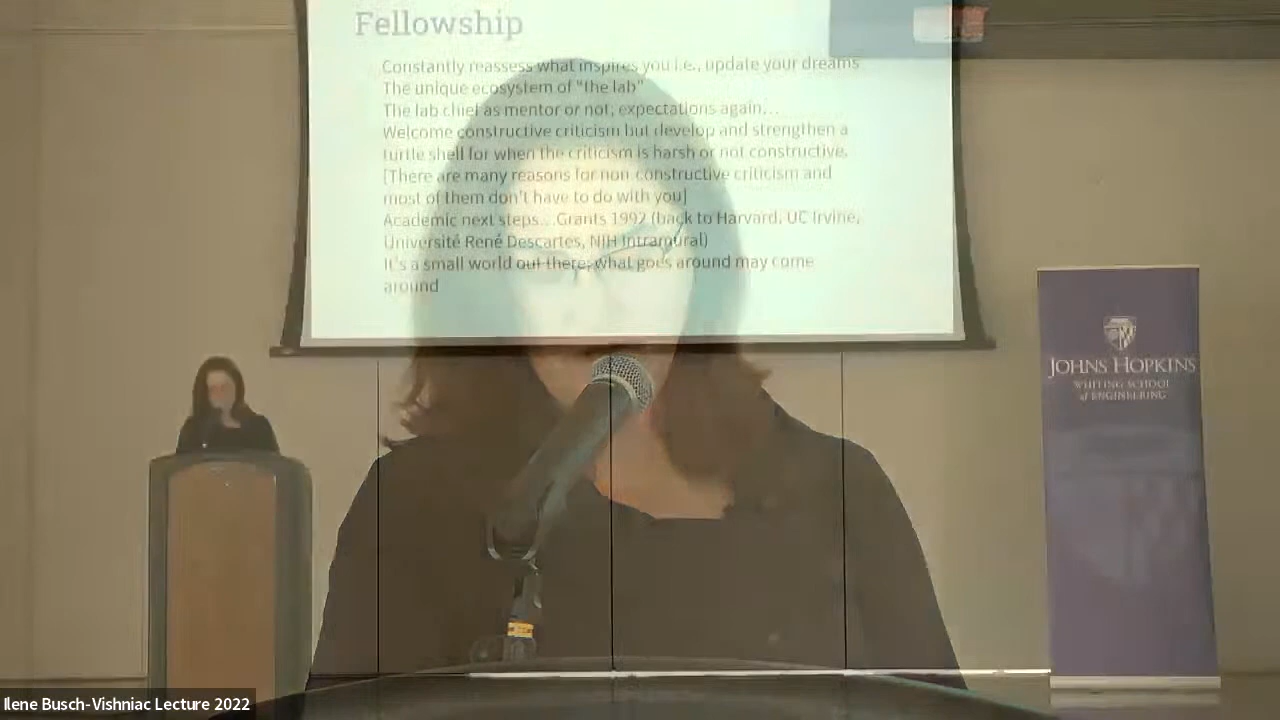 Fellowship
Constantly reassess what inspires you i.e., update your dreams
The unique ecosystem of "the lab"
The lab chief as mentor or not; expectations again...
Welcome constructive criticism but develop and strengthen a
turtle shell for when the criticism is harsh or not constructive.
[There are many reasons for non-constructive criticism and
most of them don't have to do with you]
Academic next steps...Grants 1992 (back to Harvard, UC Irvine,
Université René Descartes, NIH Intramural)
It's a small world out there; what goes around may come
around
JOHNS HOPKINS
WHITING SCHOOL
of ENGINEERING
Ilene Busch-Vishniac Lecture 2022